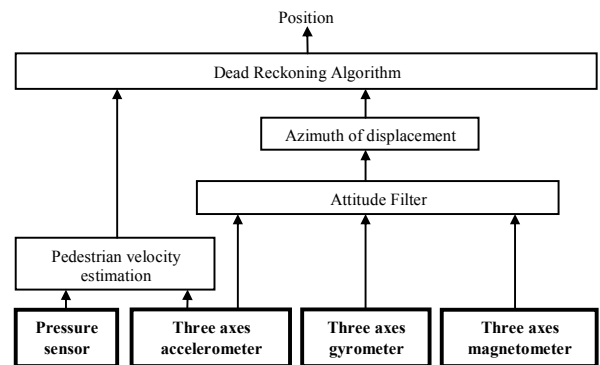 Position
Dead Reckoning Algorithm
Azimuth of displacement
Attitude Filter
Pedestrian velocity
estimation
Pressure
sensor
Three axes
accelerometer
Three axes
gyrometer
Three axes
magnetometer